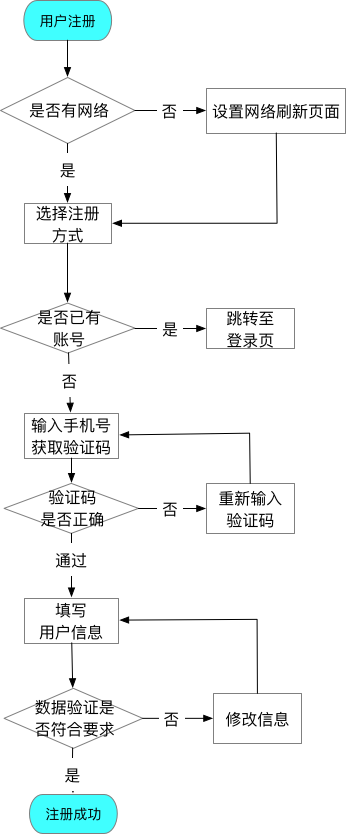 用户注册
是否有网络
否
设置网络刷新页面
是
选择注册
方式
是否已有
账号
是
跳转至
登录页
否
输入手机号
获取验证码
验证码
是否正确
否
重新输入
验证码
通过
填写
用户信息
数据验证是
否符合要求
否
修改信息
是
注册成功